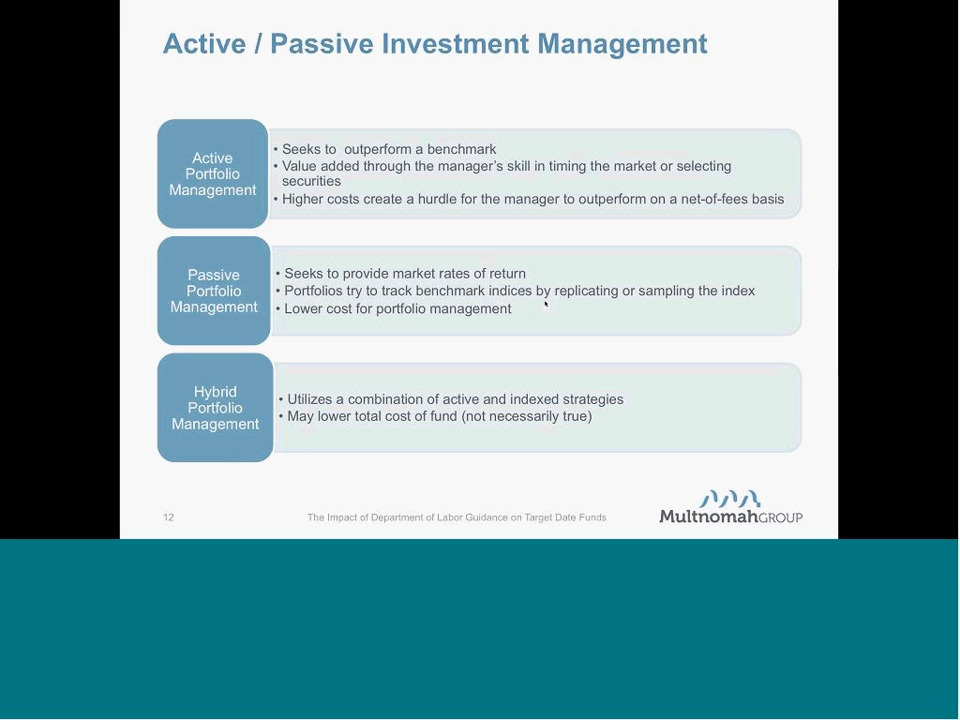 Active / Passive Investment Management
Active
Portfolio
Management
• Seeks to  outperform a benchmark
• Value added through the manager's skill in timing the market or selecting
securities
• Higher costs create a hurdle for the manager to outperform on a net-of-fees basis
Passive
Portfolio
Management
• Seeks to provide market rates of return
• Portfolios try to track benchmark indices by replicating or sampling the index
• Lower cost for portfolio management
Hybrid
Portfolio
Management
• Utilizes a combination of active and indexed strategies
• May lower total cost of fund (not necessarily true)
12
The Impact of Department of Labor Guidance on Target Date Funds
MultnomahGROUP